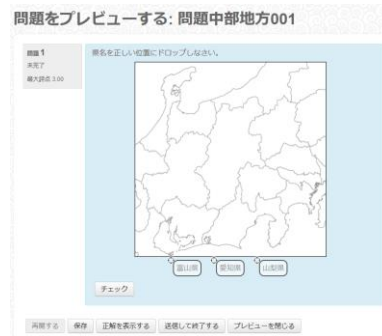 問題をプレビューする: 問題中部地方001
問題 1
未完了
最大評点 3.00
県名を正しい位置にドロップしなさい。
富山県
愛知県
山梨県
チェック
再開する 保存 正解を表示する 送信して終了する プレビューを閉じる